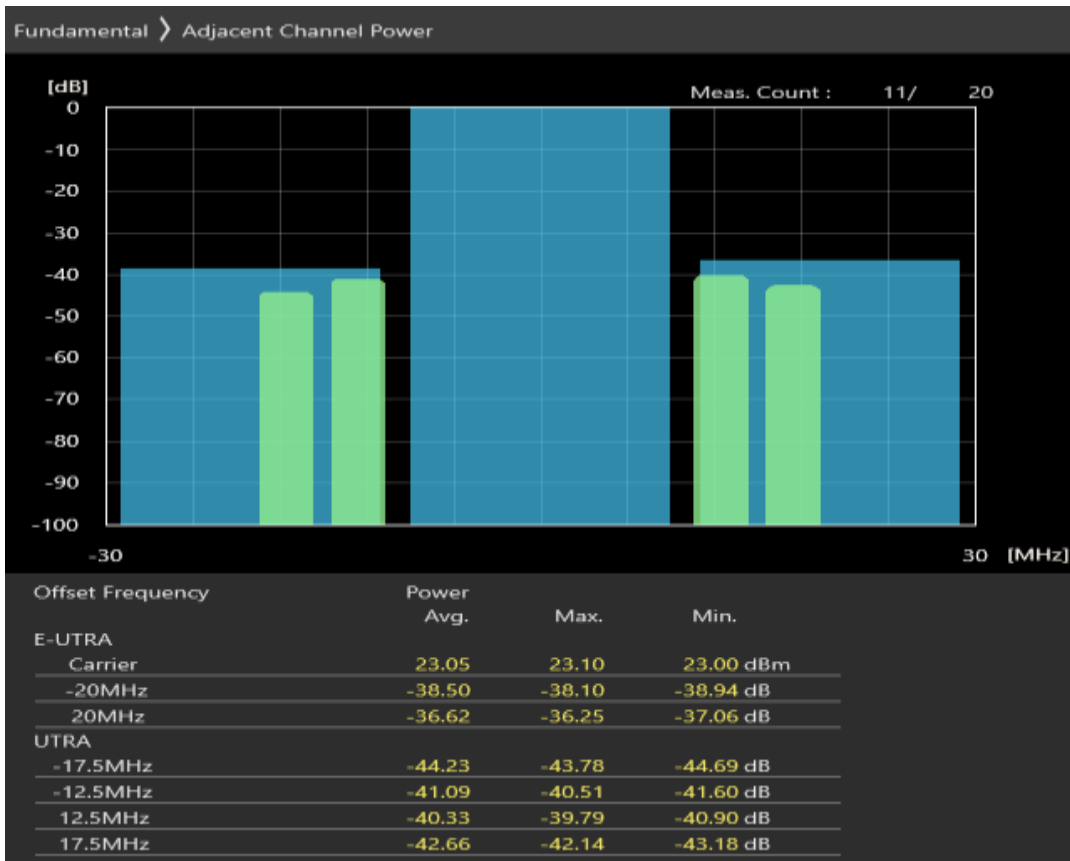 Fundamental 〉 Adjacent Channel Power
[dB]
Meas. Count : 11/ 20
0
-10
-20
-30
-40
-50
-60
-70
-80
-90
-100
-30 30 [MHz]
Offset Frequency Power
Avg. Max. Min.
E-UTRA
Carrier 23.05 23.10 23.00 dBm
-20MHz -38.50 -38.10 -38.94 dB
20MHz -36.62 -36.25 -37.06 dB
UTRA
-17.5MHz -44.23 -43.78 -44.69 dB
-12.5MHz -41.09 -40.51 -41.60 dB
12.5MHz -40.33 -39.79 -40.90 dB
17.5MHz -42.66 -42.14 -43.18 dB